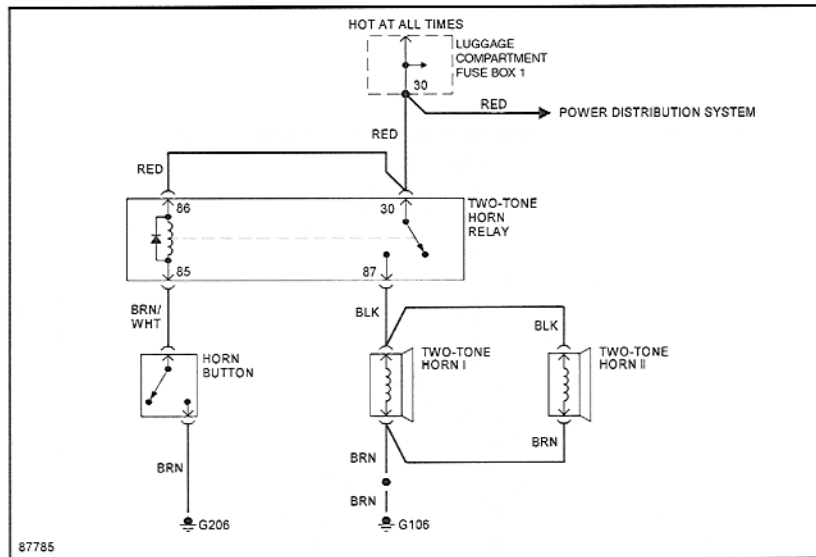 HOT AT ALL TIMES
LUGGAGE
COMPARTMENT
FUSE BOX 1
30
RED
POWER DISTRIBUTION SYSTEM
RED
RED
86
30
TWO-TONE
HORN
RELAY
85
87
BRN/
WHT
BLK
BLK
HORN
BUTTON
TWO-TONE
HORN I
TWO-TONE
HORN II
BRN
BRN
BRN
BRN
G206
G106
87785